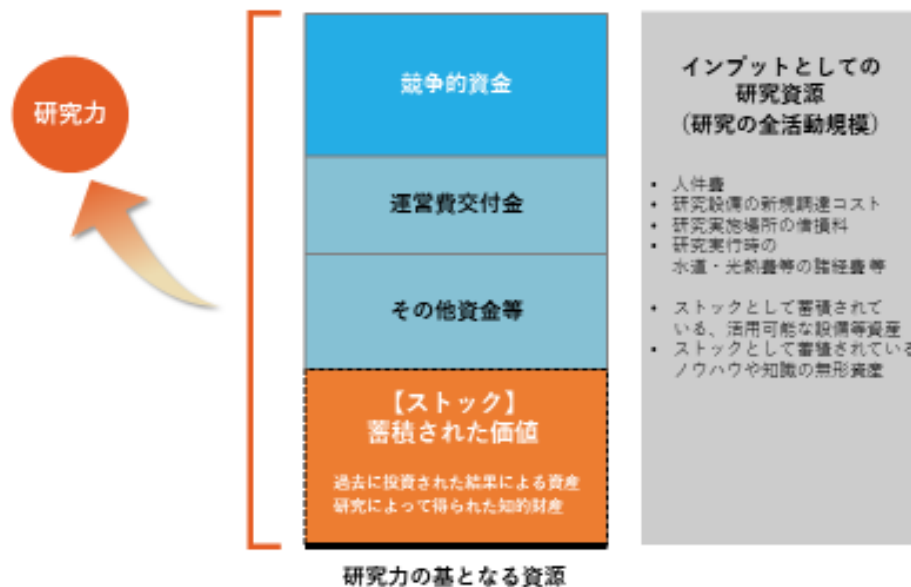 研究力
競争的資金
運営費交付金
その他資金等
【ストック】
蓄積された価値
過去に投資された結果による資産
研究によって得られた知的財産
研究力の基となる資源
インプットとしての
研究資源
（研究の全活動規模）
• 人件費
• 研究設備の新規調達コスト
• 研究実施場所の借損料
• 研究実行時の
水道・光熱費等の諸経費 等
• ストックとして蓄積されて
いる、活用可能な設備等資産
• ストックとして蓄積されている
ノウハウや知識の無形資産